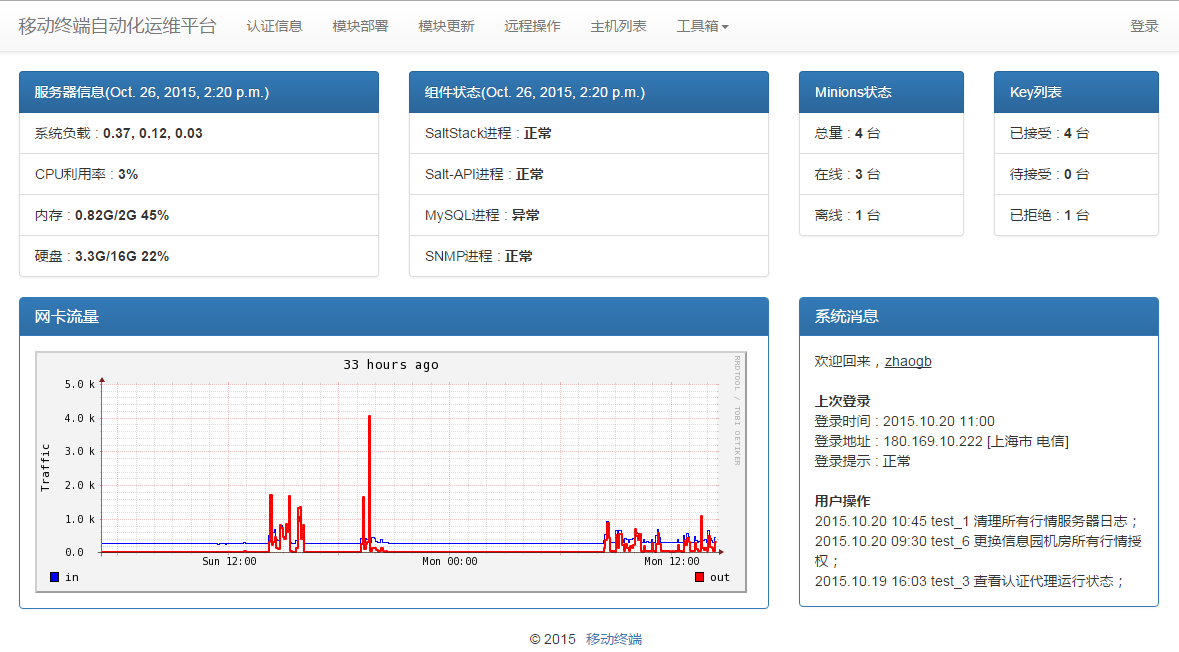 移动终端自动化运维平台 认证信息 模块部署 模块更新 远程操作 主机列表 工具箱 登录
服务器信息(Oct. 26, 2015, 2:20 p.m.)
系统负载 : 0.37, 0.12, 0.03
CPU利用率 : 3%
内存 : 0.82G/2G 45%
硬盘 : 3.3G/16G 22%
组件状态(Oct. 26, 2015, 2:20 p.m.)
SaltStack进程 : 正常
Salt-API进程 : 正常
MySQL进程 : 异常
SNMP进程 : 正常
Minions状态
总量 : 4 台
在线 : 3 台
离线 : 1 台
Key列表
已接受 : 4 台
待接受 : 0 台
已拒绝 : 1 台
网卡流量
33 hours ago
RRDTOOL / TOBI OETIKER
Traffic
5.0 k
4.0 k
3.0 k
2.0 k
1.0 k
0.0
Sun 12:00 Mon 00:00 Mon 12:00
in out
系统消息
欢迎回来，zhaogb
上次登录
登录时间 : 2015.10.20 11:00
登录地址 : 180.169.10.222 [上海市 电信]
登录提示 : 正常
用户操作
2015.10.20 10:45 test_1 清理所有行情服务器日志；
2015.10.20 09:30 test_6 更换信息园机房所有行情授
权；
2015.10.19 16:03 test_3 查看认证代理运行状态；
© 2015 移动终端